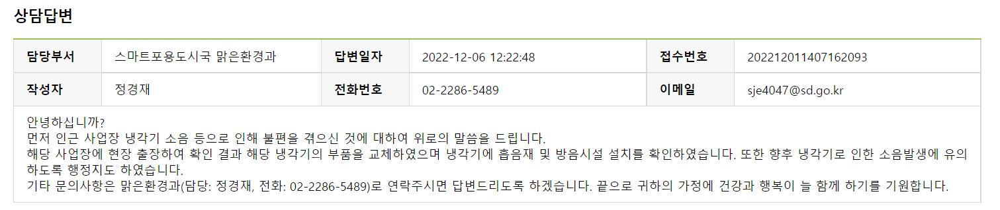 상담답변
담당부서 스마트포용도시국 맑은환경과 답변일자 2022-12-06 12:22:48 접수번호 202212011407162093
작성자 정경재 전화번호 02-2286-5489 이메일 sje4047@sd.go.kr
안녕하십니까?
먼저 인근 사업장 냉각기 소음 등으로 인해 불편을 겪으신 것에 대하여 위로의 말씀을 드립니다.
해당 사업장에 현장 출장하여 확인 결과 해당 냉각기의 부품을 교체하였으며 냉각기에 흡음재 및 방음시설 설치를 확인하였습니다. 또한 향후 냉각기로 인한 소음발생에 유의
하도록 행정지도 하였습니다.
기타 문의사항은 맑은환경과(담당: 정경재, 전화: 02-2286-5489)로 연락주시면 답변드리도록 하겠습니다. 끝으로 귀하의 가정에 건강과 행복이 늘 함께 하기를 기원합니다.